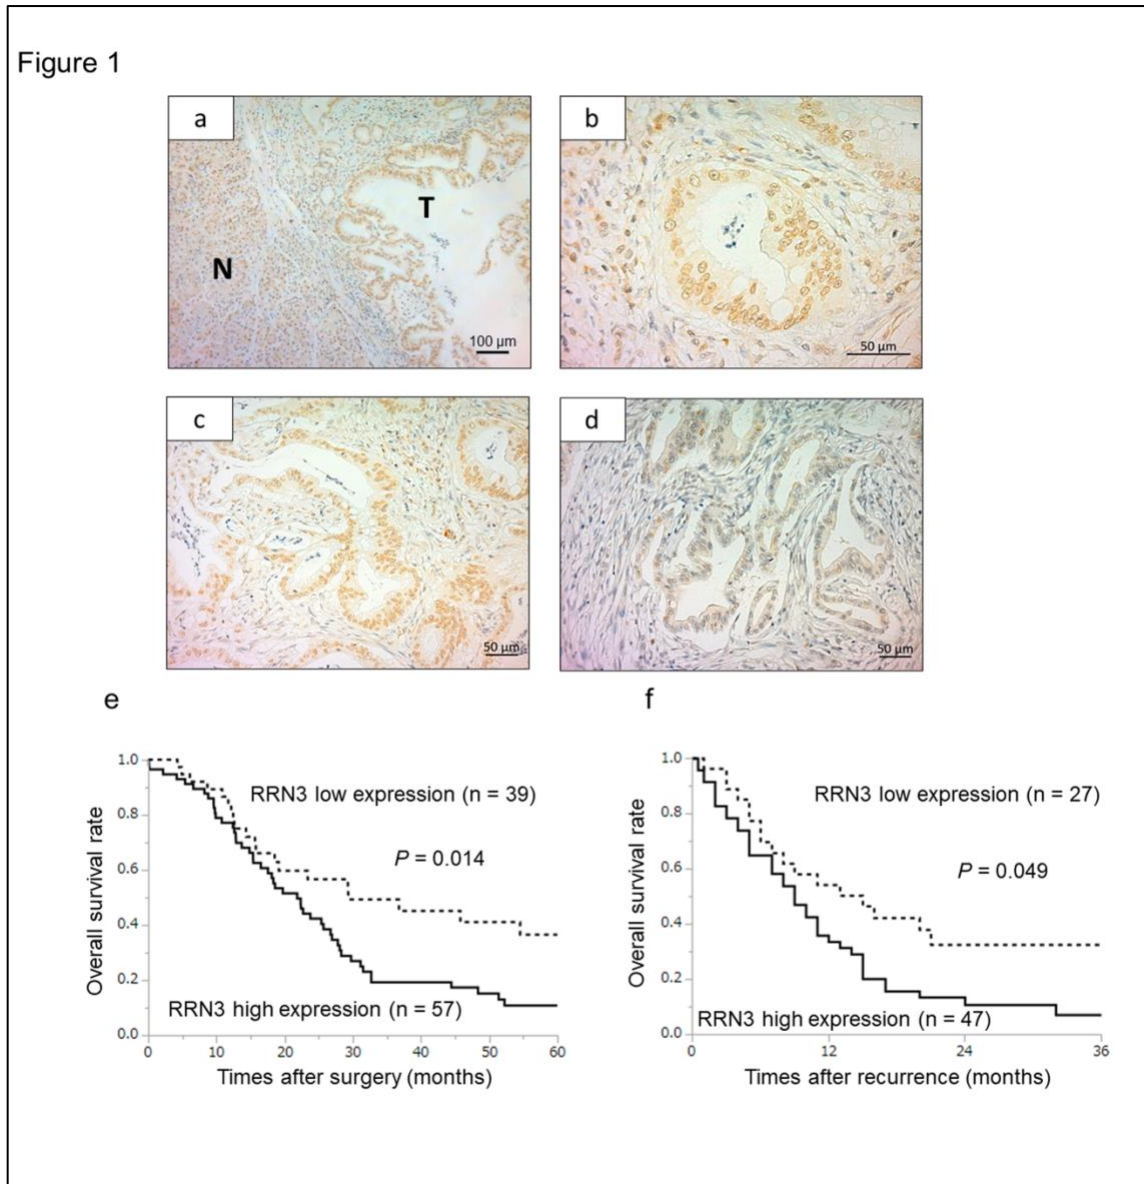 Figure 1
a
b
T
N
100 µm
50 µm
c
d
50 µm
50 µm
e
f
1.0
0.8
0.6
0.4
0.2
0.0
Overall survival rate
RRN3 low expression (n = 39)
P = 0.014
RRN3 high expression (n = 57)
0 10 20 30 40 50 60
Times after surgery (months)
1.0
0.8
0.6
0.4
0.2
0.0
Overall survival rate
RRN3 low expression (n = 27)
P = 0.049
RRN3 high expression (n = 47)
0 12 24 36
Times after recurrence (months)